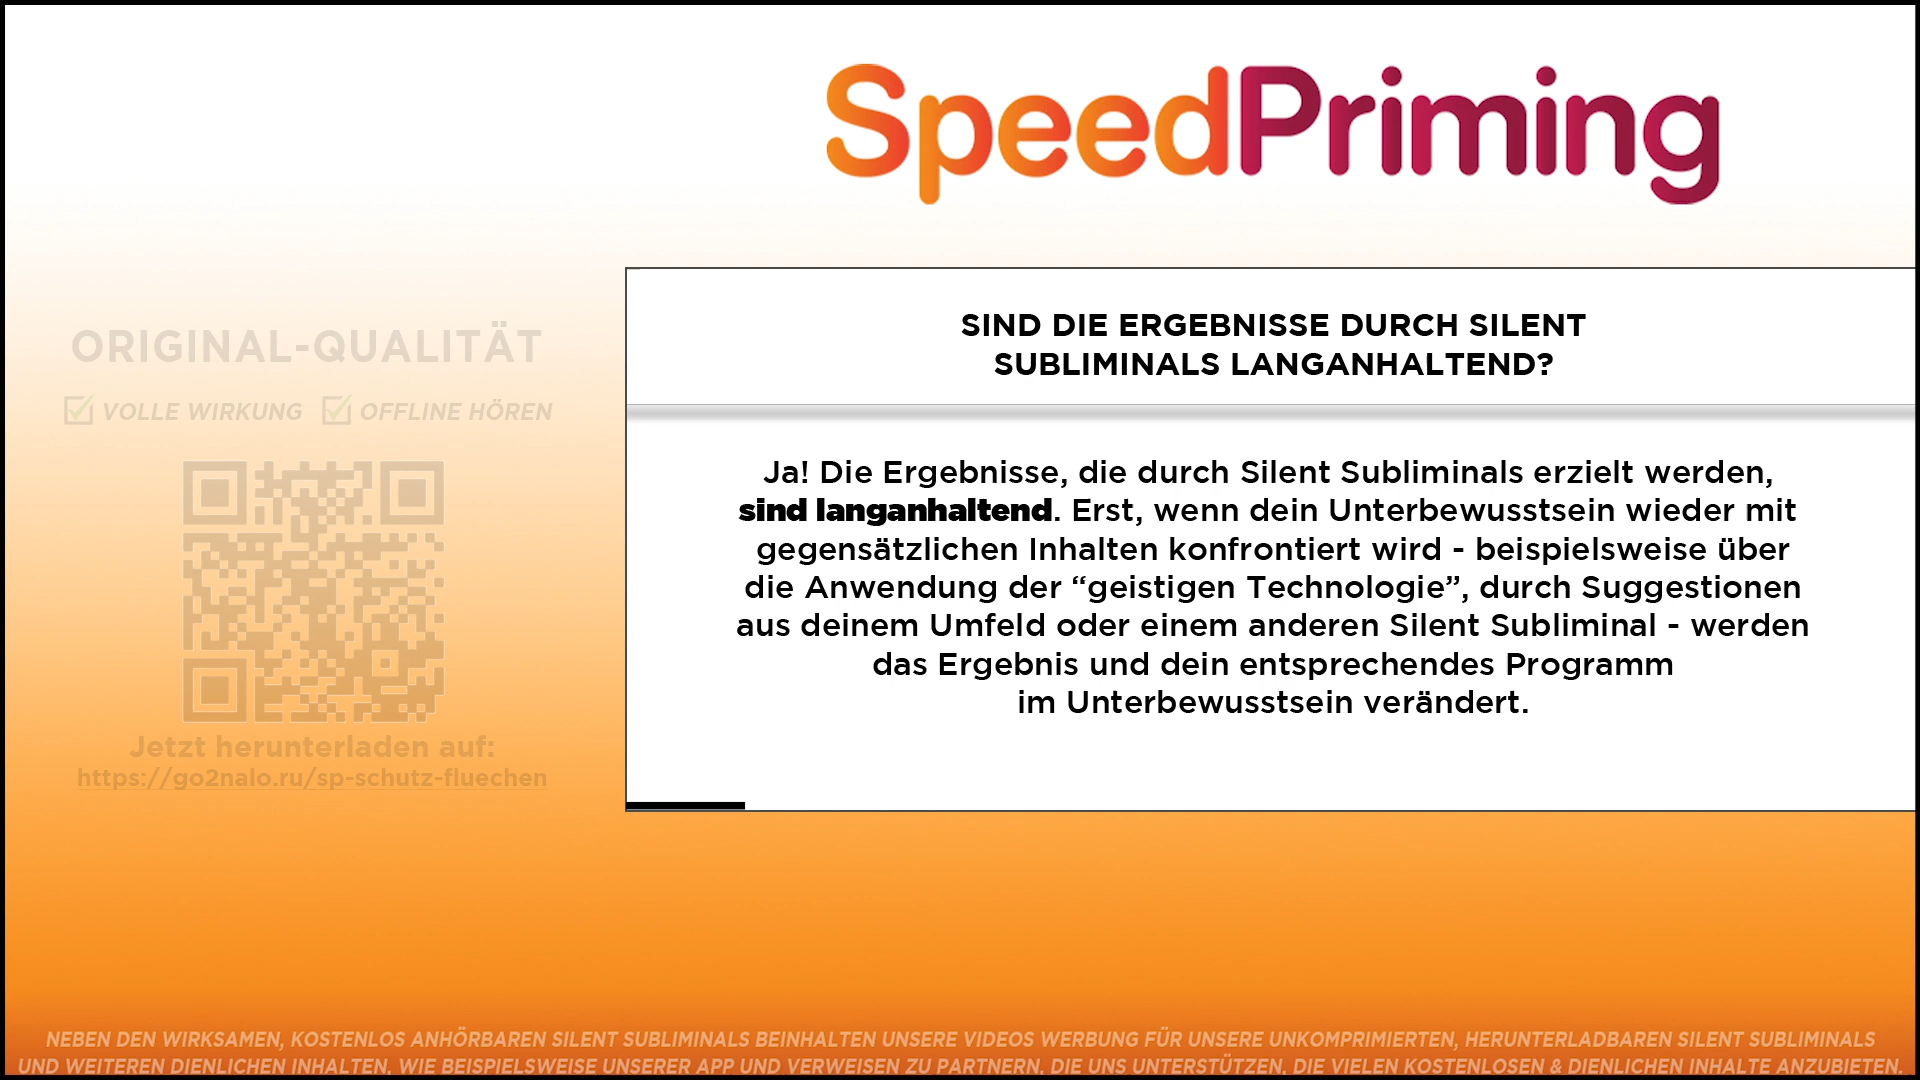 SpeedPriming
SIND DIE ERGEBNISSE DURCH SILENT
SUBLIMINALS LANGANHALTEND?
Ja! Die Ergebnisse, die durch Silent Subliminals erzielt werden,
sind langanhaltend. Erst, wenn dein Unterbewusstsein wieder mit
gegensätzlichen Inhalten konfrontiert wird - beispielsweise über
die Anwendung der “geistigen Technologie”, durch Suggestionen
aus deinem Umfeld oder einem anderen Silent Subliminal - werden
das Ergebnis und dein entsprechendes Programm
im Unterbewusstsein verändert.
ORIGINAL-QUALITÄT
VOLLE WIRKUNG OFFLINE HÖREN
Jetzt herunterladen auf:
https://go2nalo.ru/sp-schutz-fluechen
NEBEN DEN WIRKSAMEN, KOSTENLOS ANHÖRBAREN SILENT SUBLIMINALS BEINHALTEN UNSERE VIDEOS WERBUNG FÜR UNSERE UNKOMPRIMIERTEN, HERUNTERLADBAREN SILENT SUBLIMINALS
UND WEITEREN DIENLICHEN INHALTEN, WIE BEISPIELSWEISE UNSERER APP UND VERWEISEN ZU PARTNERN, DIE UNS UNTERSTÜTZEN, DIE VIELEN KOSTENLOSEN & DIENLICHEN INHALTE ANZUBIETEN.